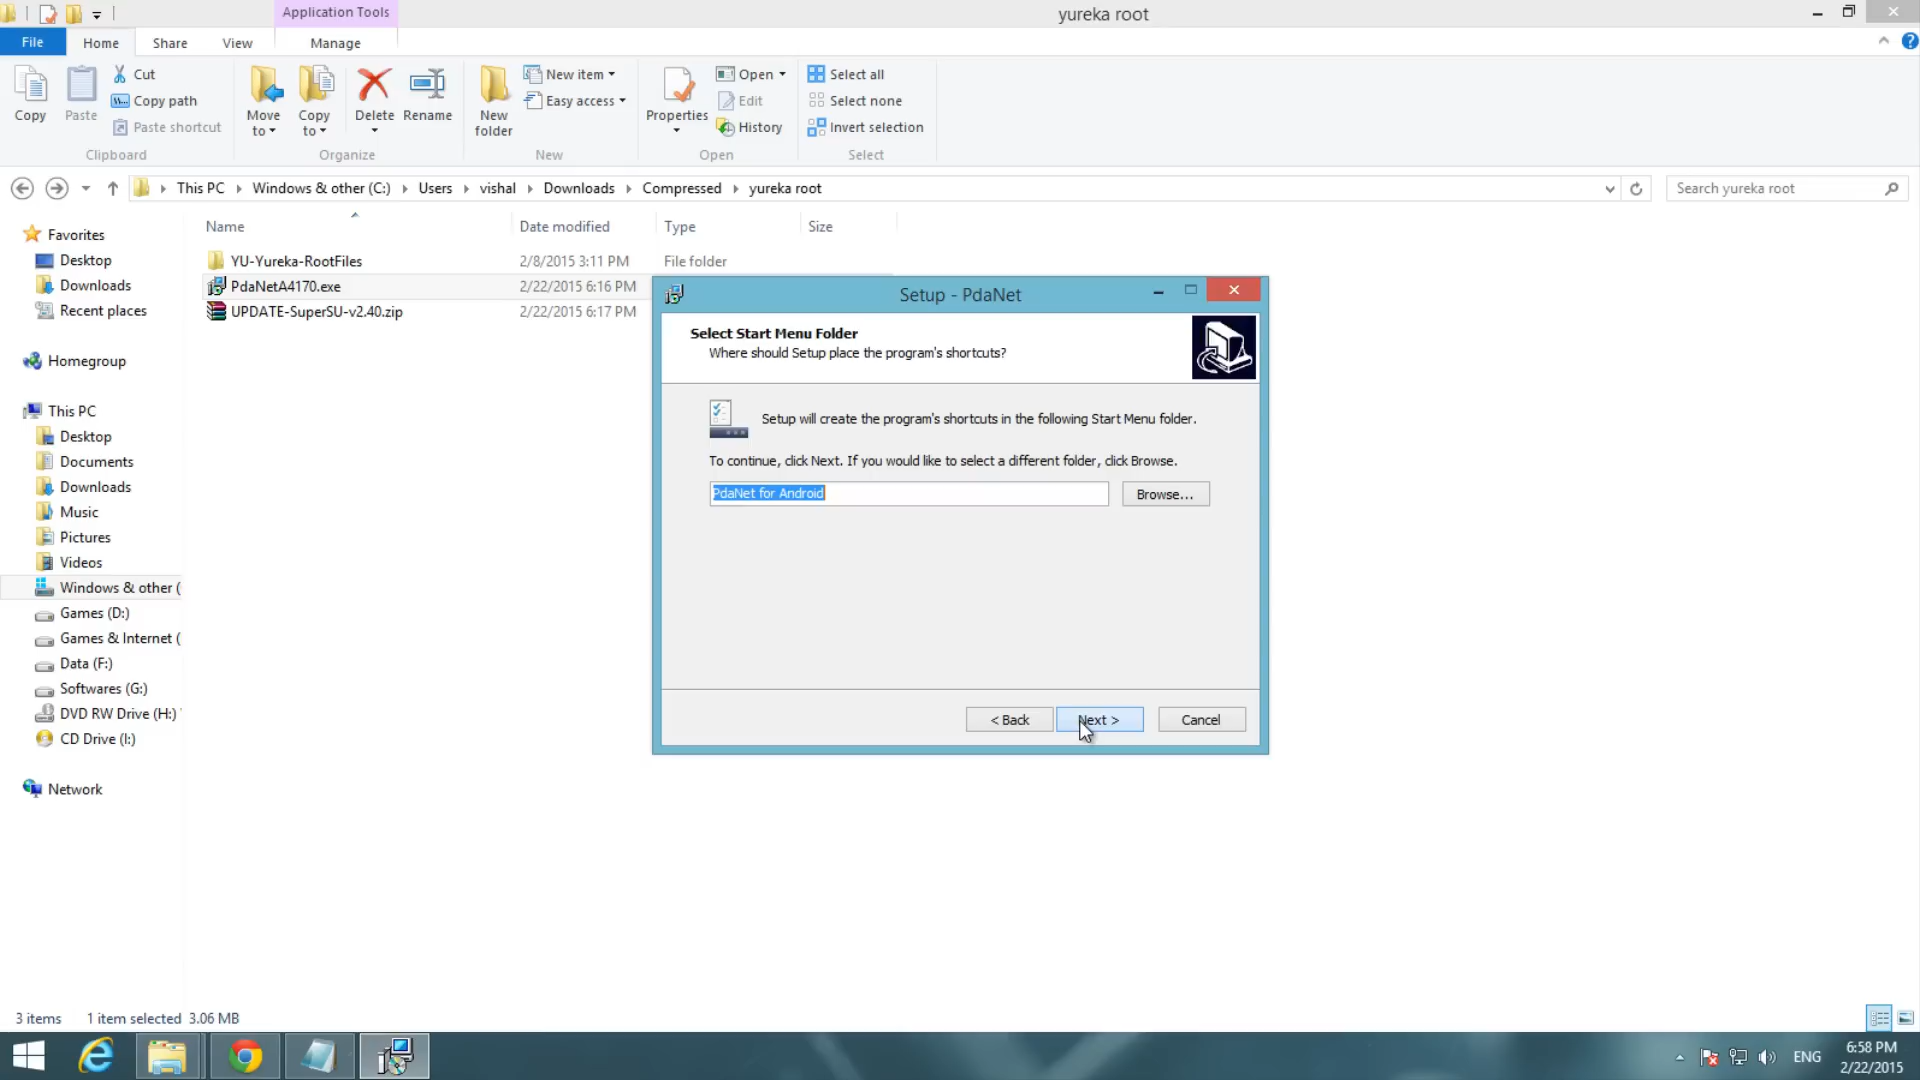 Application Tools
yureka root
File
Home
Share
View
Manage
Copy
Paste
Cut
Copy path
Paste shortcut
Clipboard
Move to
Copy to
Delete
Rename
Organize
New folder
New item
Easy access
New
Properties
Open
Edit
History
Open
Select all
Select none
Invert selection
Select
This PC
Windows & other (C:)
Users
vishal
Downloads
Compressed
yureka root
Search yureka root
Name
Date modified
Type
Size
YU-Yureka-RootFiles
2/8/2015 3:11 PM
File folder
PdaNetA4170.exe
2/22/2015 6:16 PM
UPDATE-SuperSU-v2.40.zip
2/22/2015 6:17 PM
Favorites
Desktop
Downloads
Recent places
Homegroup
This PC
Desktop
Documents
Downloads
Music
Pictures
Videos
Windows & other (
Games (D:)
Games & Internet (
Data (F:)
Softwares (G:)
DVD RW Drive (H:)
CD Drive (I:)
Network
Setup - PdaNet
Select Start Menu Folder
Where should Setup place the program's shortcuts?
Setup will create the program's shortcuts in the following Start Menu folder.
To continue, click Next. If you would like to select a different folder, click Browse.
PdaNet for Android
Browse...
< Back
Next >
Cancel
3 items
1 item selected 3.06 MB
ENG
6:58 PM
2/22/2015